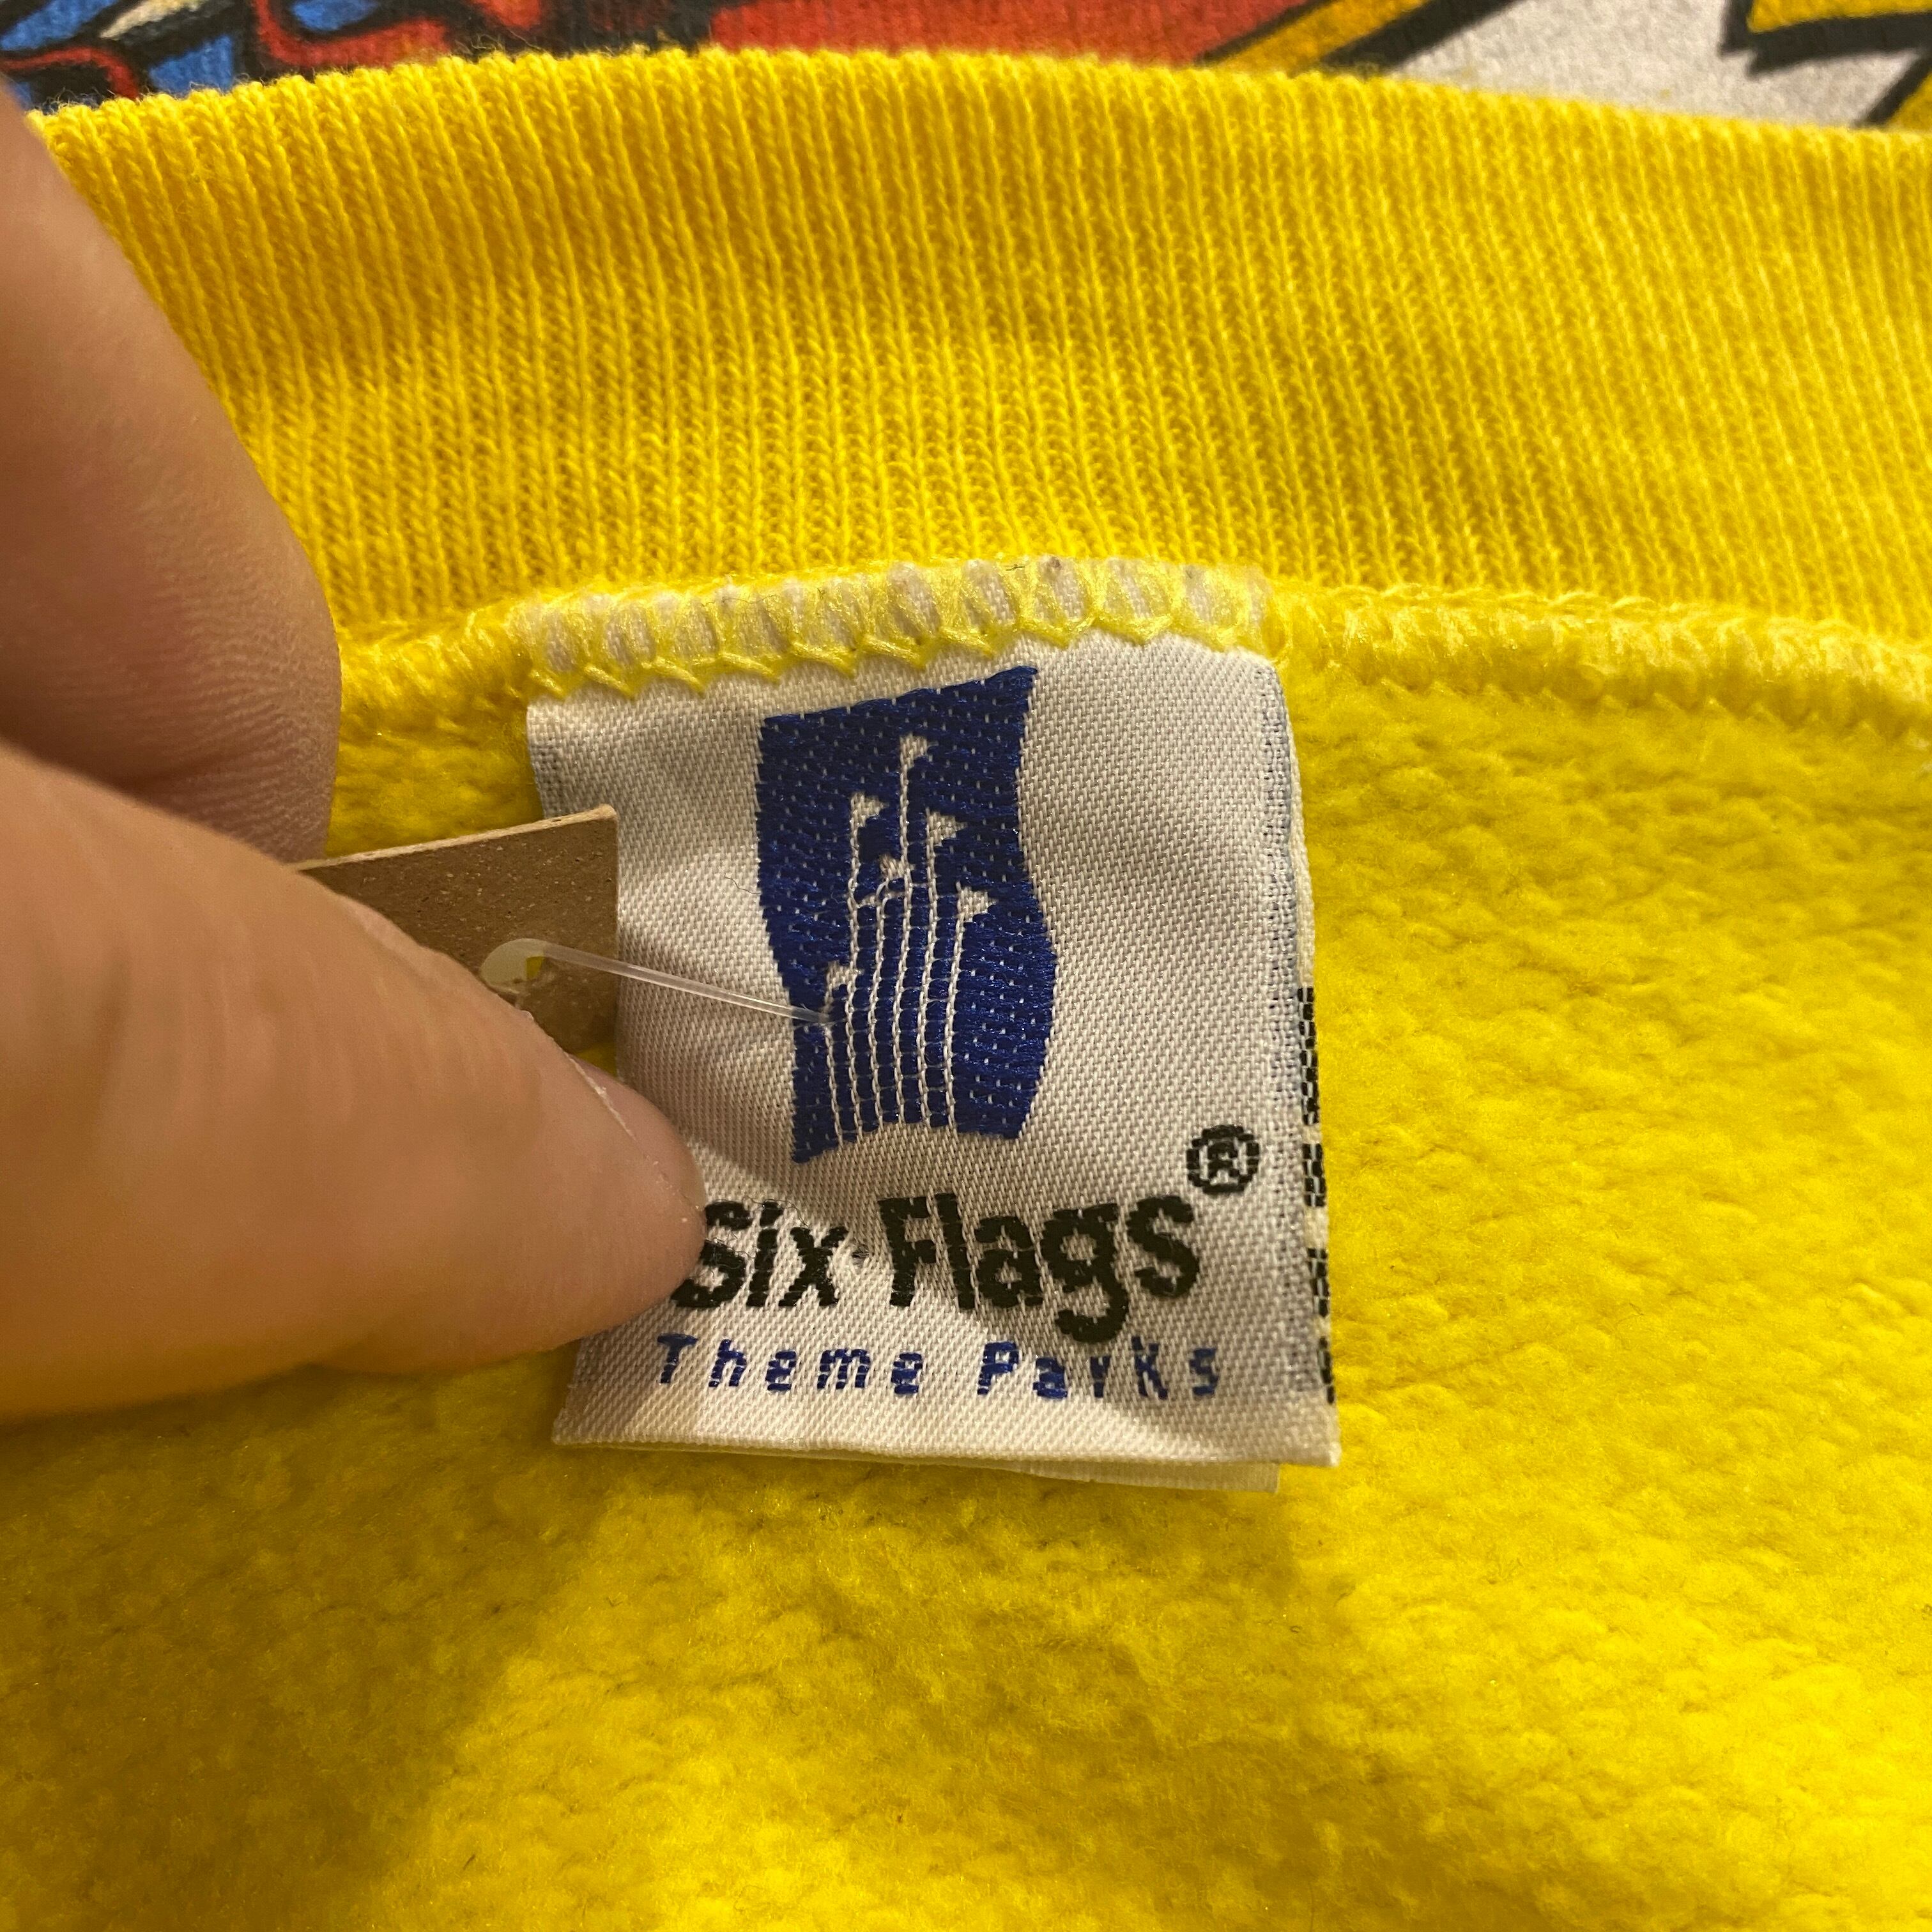 Six Flags®
Theme Parks